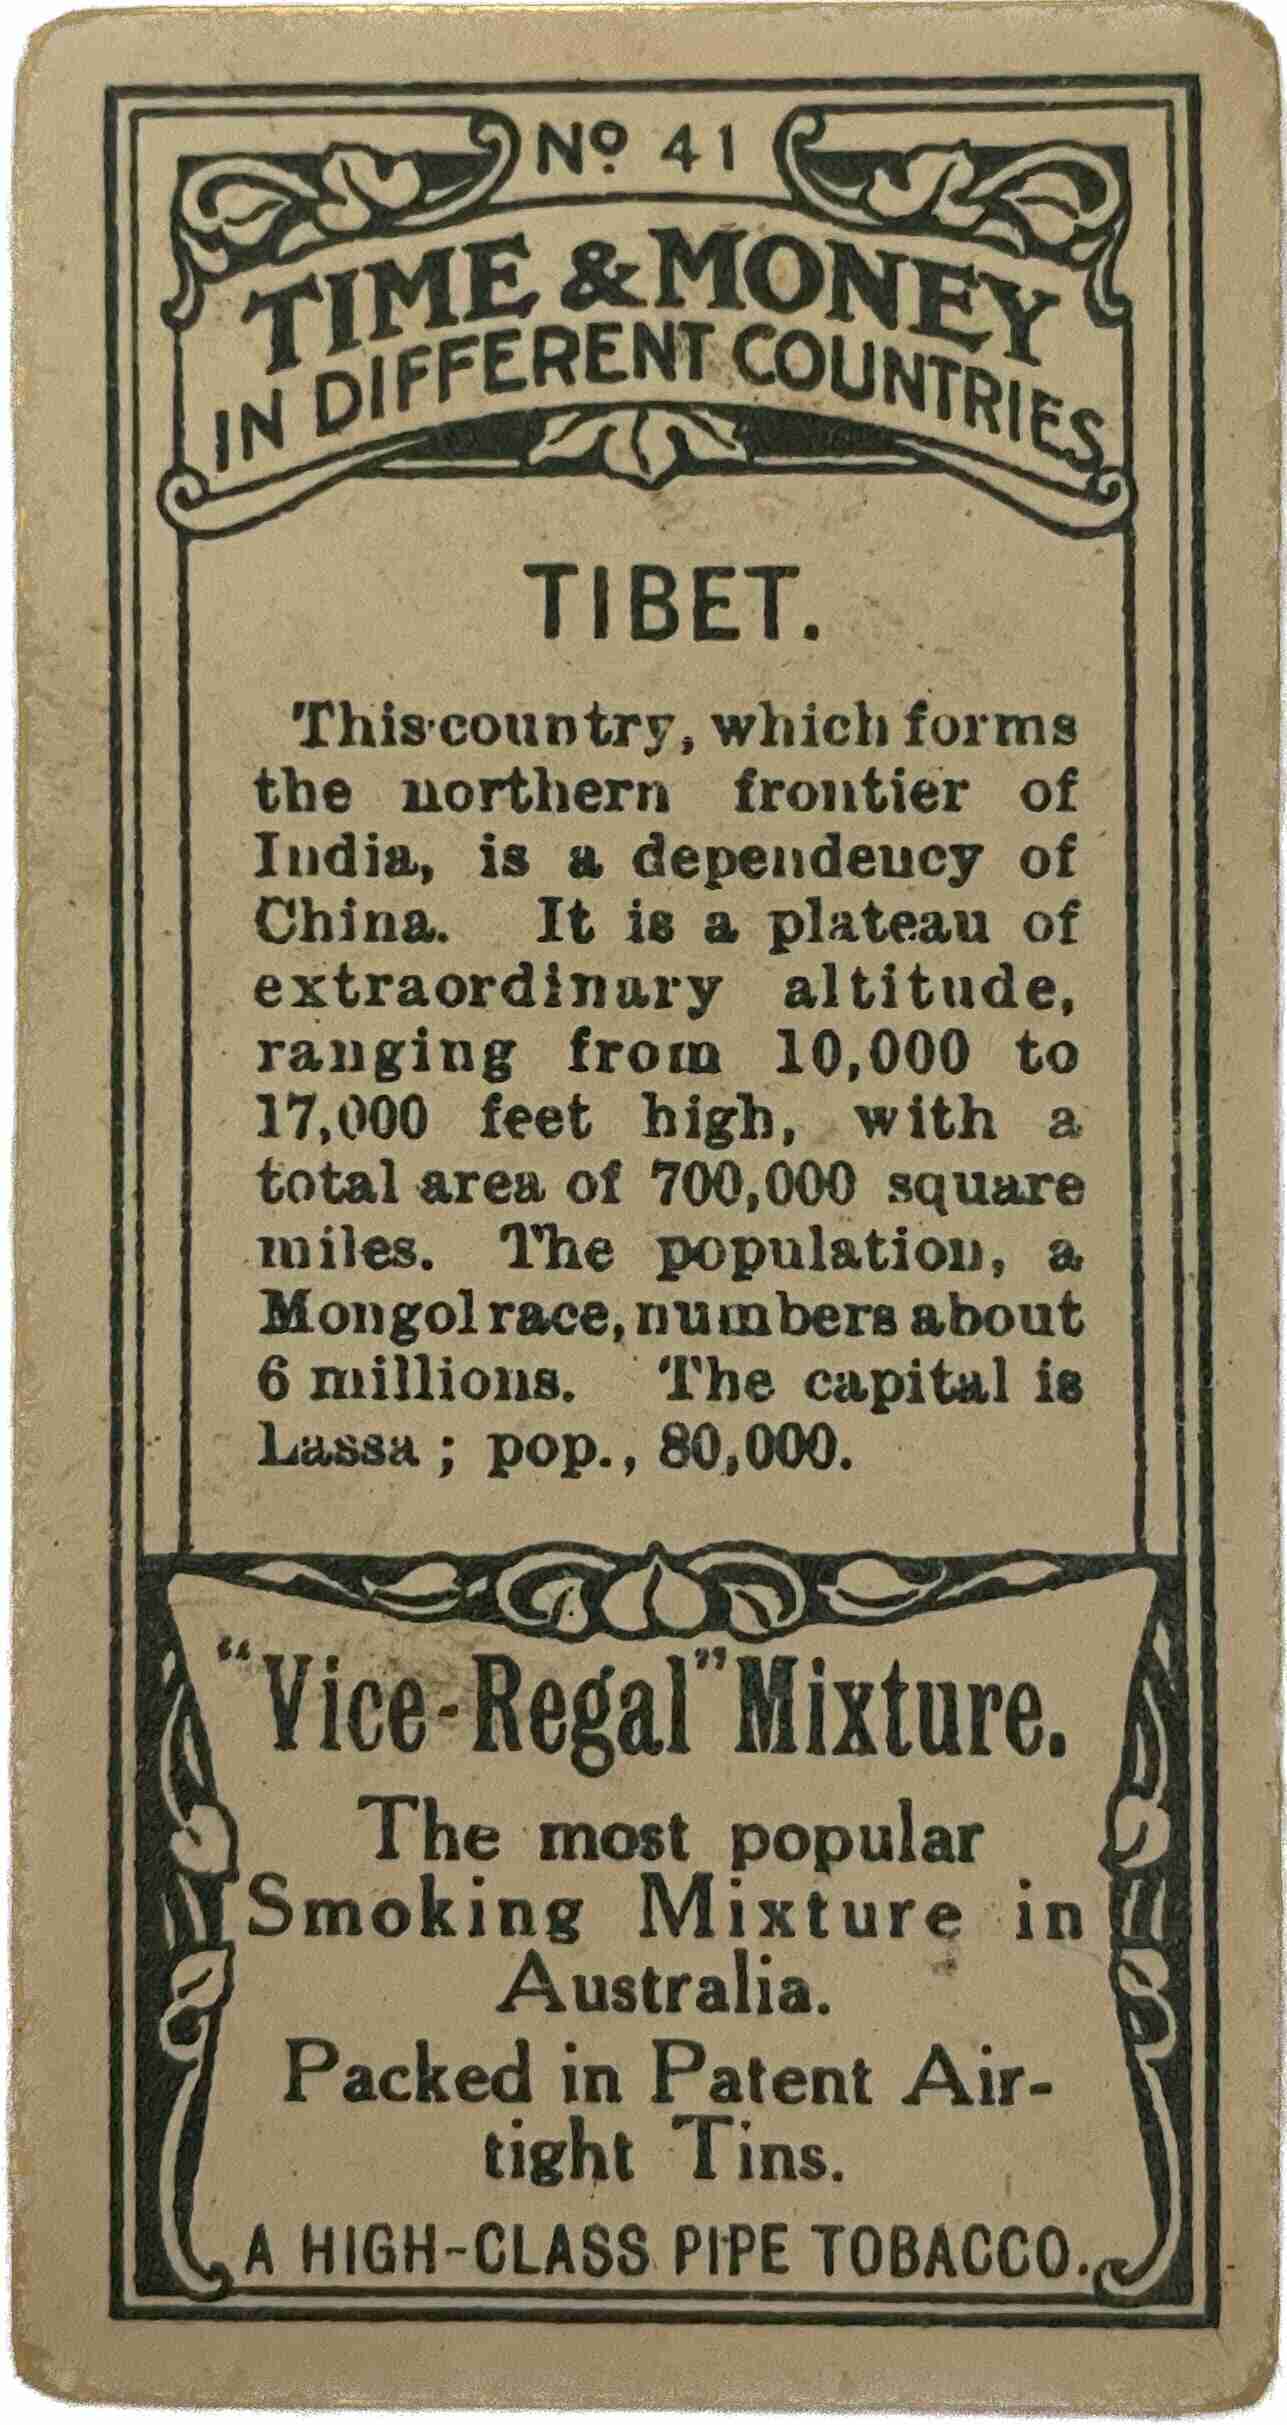 No. 41
TIME & MONEY
IN DIFFERENT COUNTRIES
TIBET.
This country, which forms
the northern frontier of
India, is a dependency of
China. It is a plateau of
extraordinary altitude,
ranging from 10,000 to
17,000 feet high, with a
total area of 700,000 square
miles. The population, a
Mongol race, numbers about
6 millions. The capital is
Lassa ; pop., 80,000.
"Vice-Regal" Mixture.
The most popular
Smoking Mixture in
Australia.
Packed in Patent Air-
tight Tins.
A HIGH-CLASS PIPE TOBACCO.